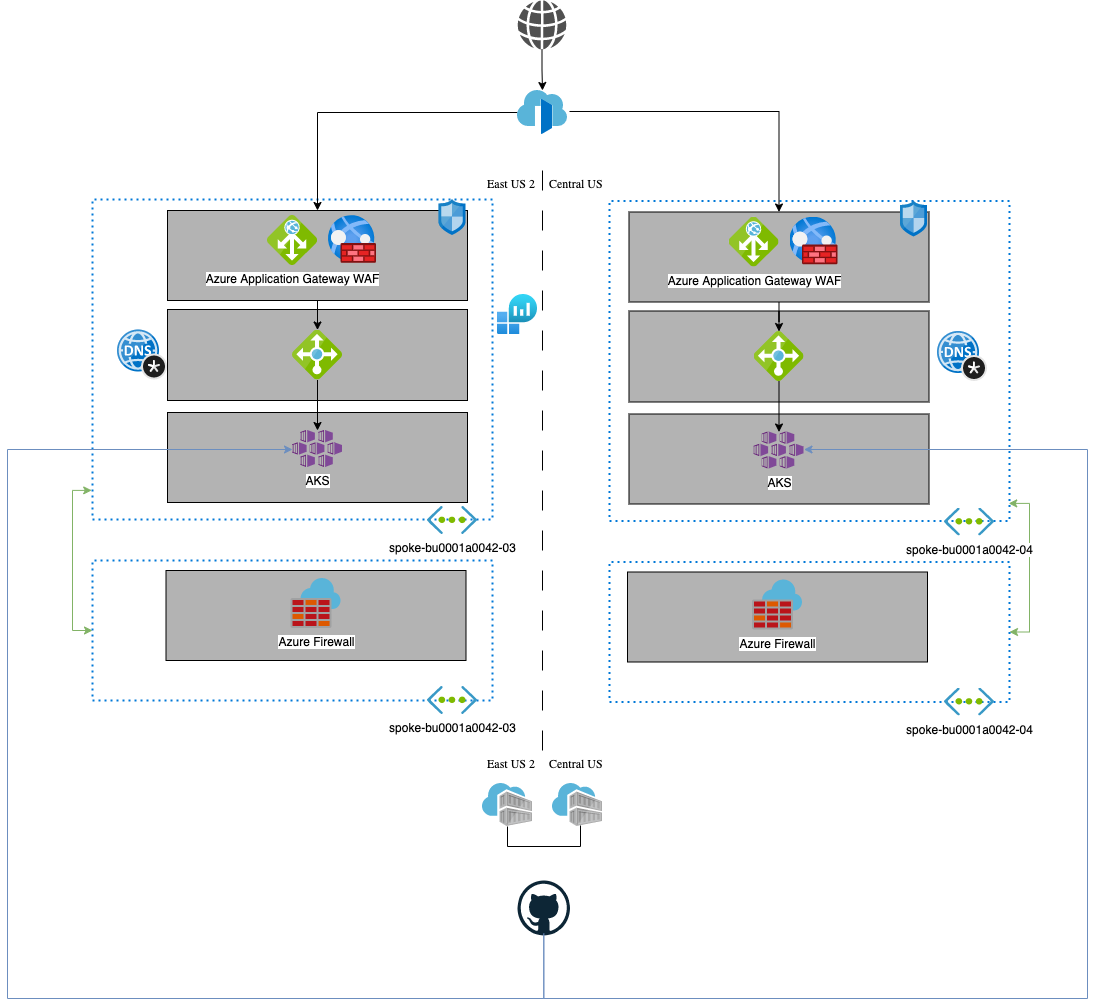 East US 2 Central US
Azure Application Gateway WAF
Azure Application Gateway WAF
DNS
DNS
AKS
AKS
spoke-bu0001a0042-03
spoke-bu0001a0042-04
Azure Firewall
Azure Firewall
spoke-bu0001a0042-03
spoke-bu0001a0042-04
East US 2 Central US